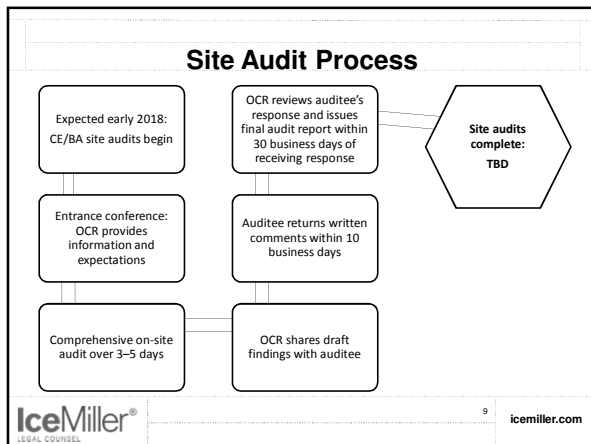 Site Audit Process
Expected early 2018:
CE/BA site audits begin
Entrance conference:
OCR provides
information and
expectations
Comprehensive on-site
audit over 3–5 days
OCR shares draft
findings with auditee
Auditee returns written
comments within 10
business days
OCR reviews auditee's
response and issues
final audit report within
30 business days of
receiving response
Site audits
complete:
TBD
IceMiller®
LEGAL COUNSEL
9
icemiller.com